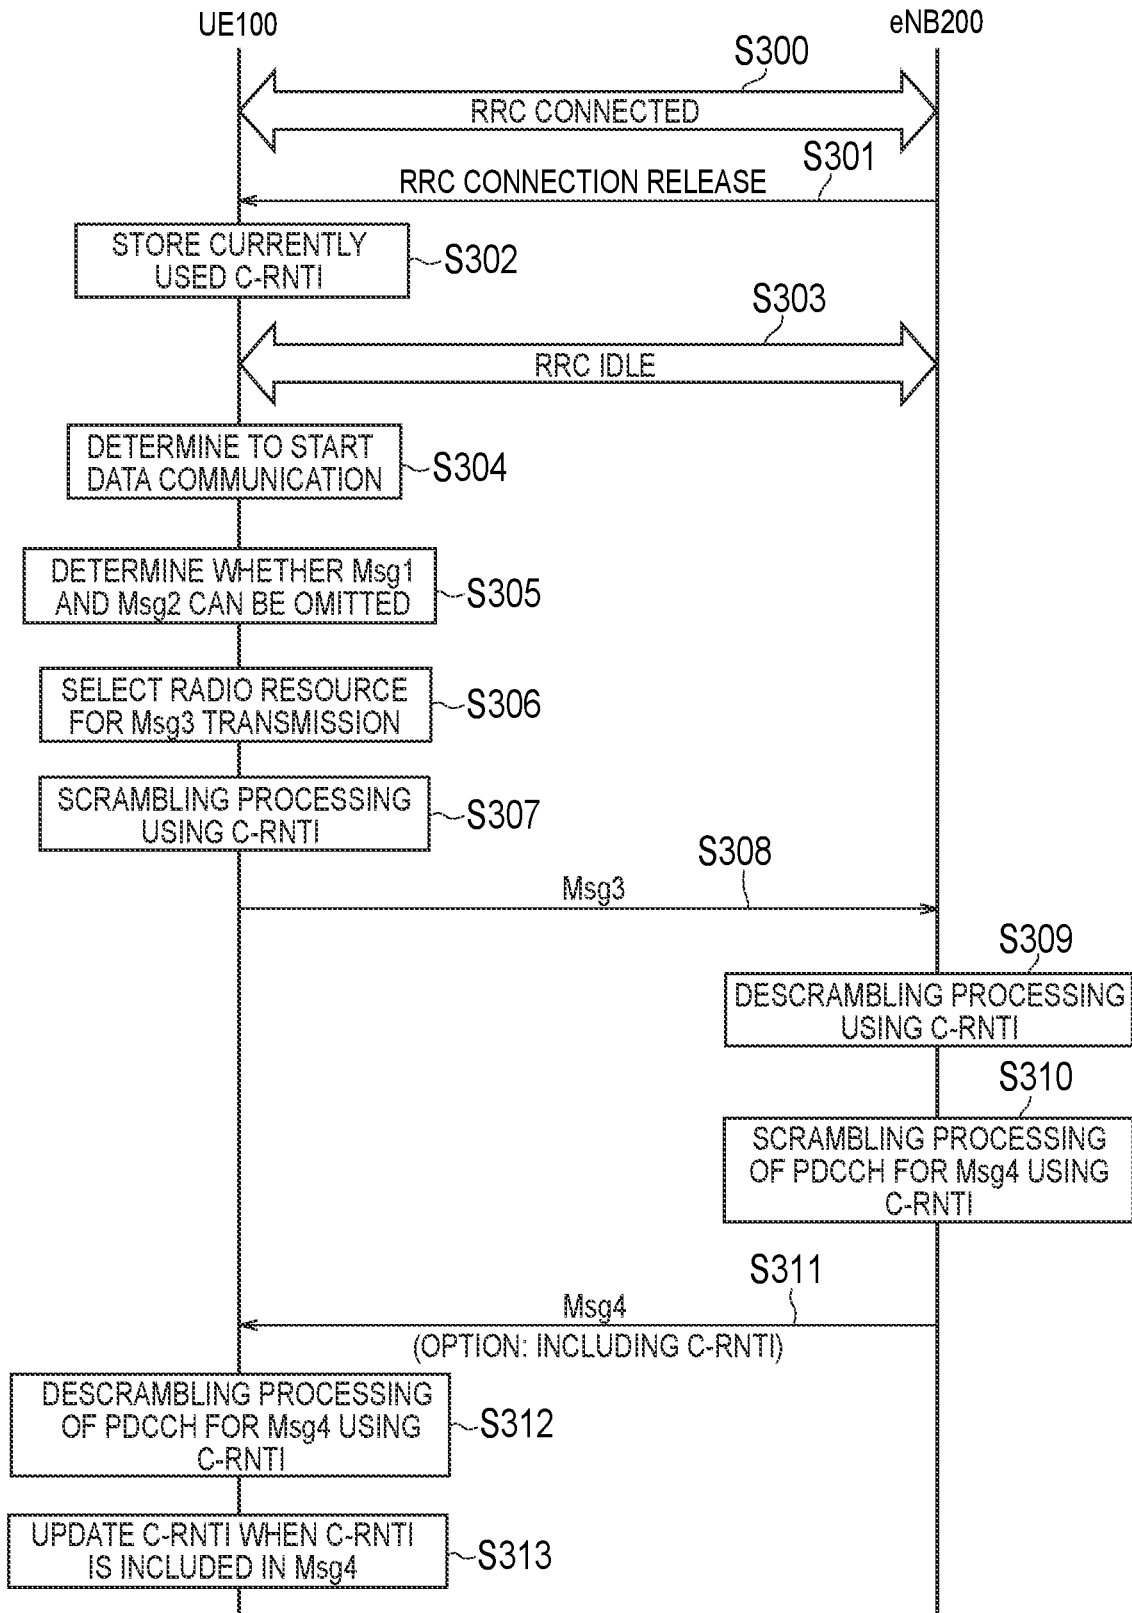 UE100
eNB200
S300
RRC CONNECTED
S301
RRC CONNECTION RELEASE
STORE CURRENTLY
USED C-RNTI
S302
S303
RRC IDLE
DETERMINE TO START
DATA COMMUNICATION
S304
DETERMINE WHETHER Msg1
AND Msg2 CAN BE OMITTED
S305
SELECT RADIO RESOURCE
FOR Msg3 TRANSMISSION
S306
SCRAMBLING PROCESSING
USING C-RNTI
S307
S308
Msg3
S309
DESCRAMBLING PROCESSING
USING C-RNTI
S310
SCRAMBLING PROCESSING
OF PDCCH FOR Msg4 USING
C-RNTI
S311
Msg4
(OPTION: INCLUDING C-RNTI)
DESCRAMBLING PROCESSING
OF PDCCH FOR Msg4 USING
C-RNTI
S312
UPDATE C-RNTI WHEN C-RNTI
IS INCLUDED IN Msg4
S313